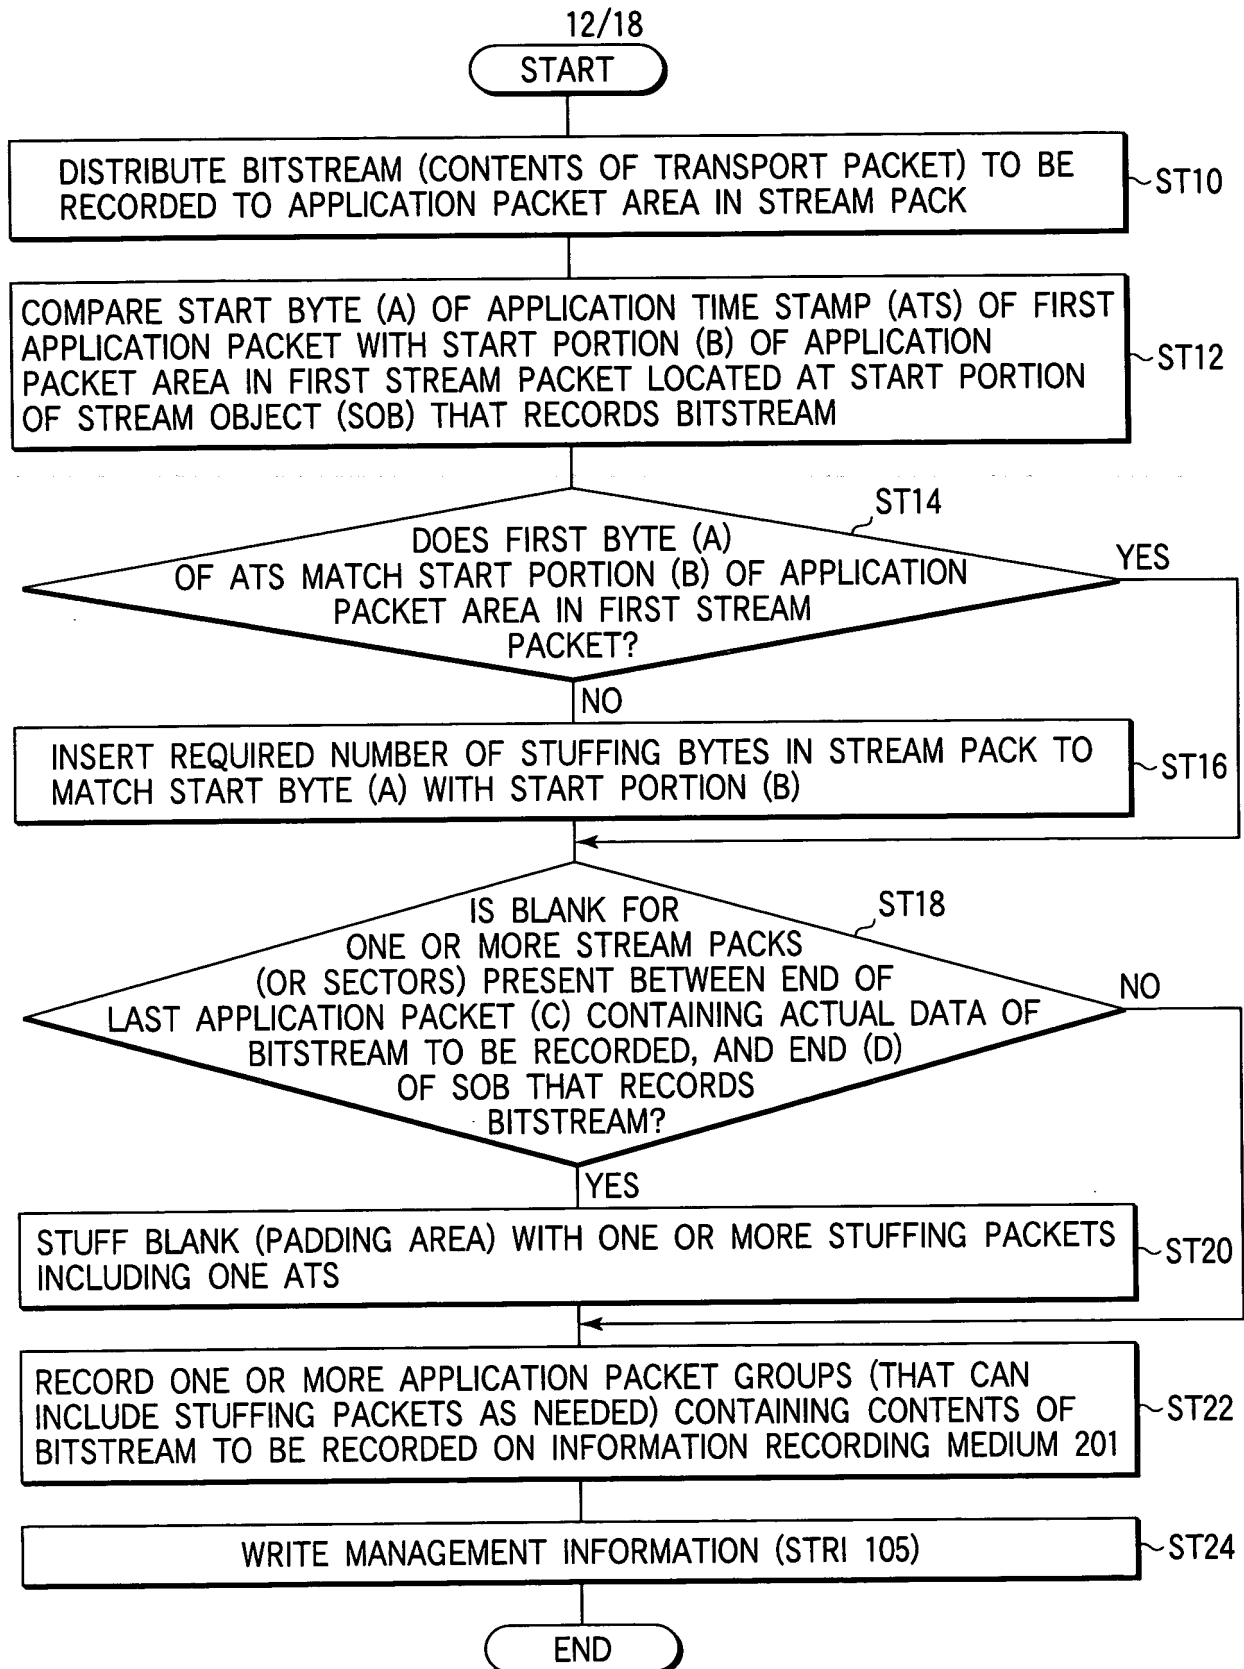 12/18
START
DISTRIBUTE BITSTREAM (CONTENTS OF TRANSPORT PACKET) TO BE
RECORDED TO APPLICATION PACKET AREA IN STREAM PACK
ST10
COMPARE START BYTE (A) OF APPLICATION TIME STAMP (ATS) OF FIRST
APPLICATION PACKET WITH START PORTION (B) OF APPLICATION
PACKET AREA IN FIRST STREAM PACKET LOCATED AT START PORTION
OF STREAM OBJECT (SOB) THAT RECORDS BITSTREAM
ST12
ST14
DOES FIRST BYTE (A)
OF ATS MATCH START PORTION (B) OF APPLICATION
PACKET AREA IN FIRST STREAM
PACKET?
YES
NO
INSERT REQUIRED NUMBER OF STUFFING BYTES IN STREAM PACK TO
MATCH START BYTE (A) WITH START PORTION (B)
ST16
ST18
IS BLANK FOR
ONE OR MORE STREAM PACKS
(OR SECTORS) PRESENT BETWEEN END OF
LAST APPLICATION PACKET (C) CONTAINING ACTUAL DATA OF
BITSTREAM TO BE RECORDED, AND END (D)
OF SOB THAT RECORDS
BITSTREAM?
NO
YES
STUFF BLANK (PADDING AREA) WITH ONE OR MORE STUFFING PACKETS
INCLUDING ONE ATS
ST20
RECORD ONE OR MORE APPLICATION PACKET GROUPS (THAT CAN
INCLUDE STUFFING PACKETS AS NEEDED) CONTAINING CONTENTS OF
BITSTREAM TO BE RECORDED ON INFORMATION RECORDING MEDIUM 201
ST22
WRITE MANAGEMENT INFORMATION (STRI 105)
ST24
END